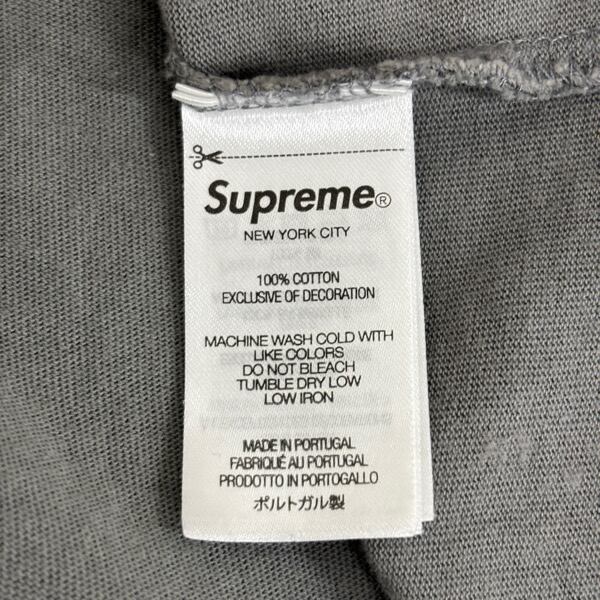 Supreme®
NEW YORK CITY
100% COTTON
EXCLUSIVE OF DECORATION
MACHINE WASH COLD WITH
LIKE COLORS
DO NOT BLEACH
TUMBLE DRY LOW
LOW IRON
MADE IN PORTUGAL
FABRIQUÉ AU PORTUGAL
PRODOTTO IN PORTOGALLO
ポルトガル製